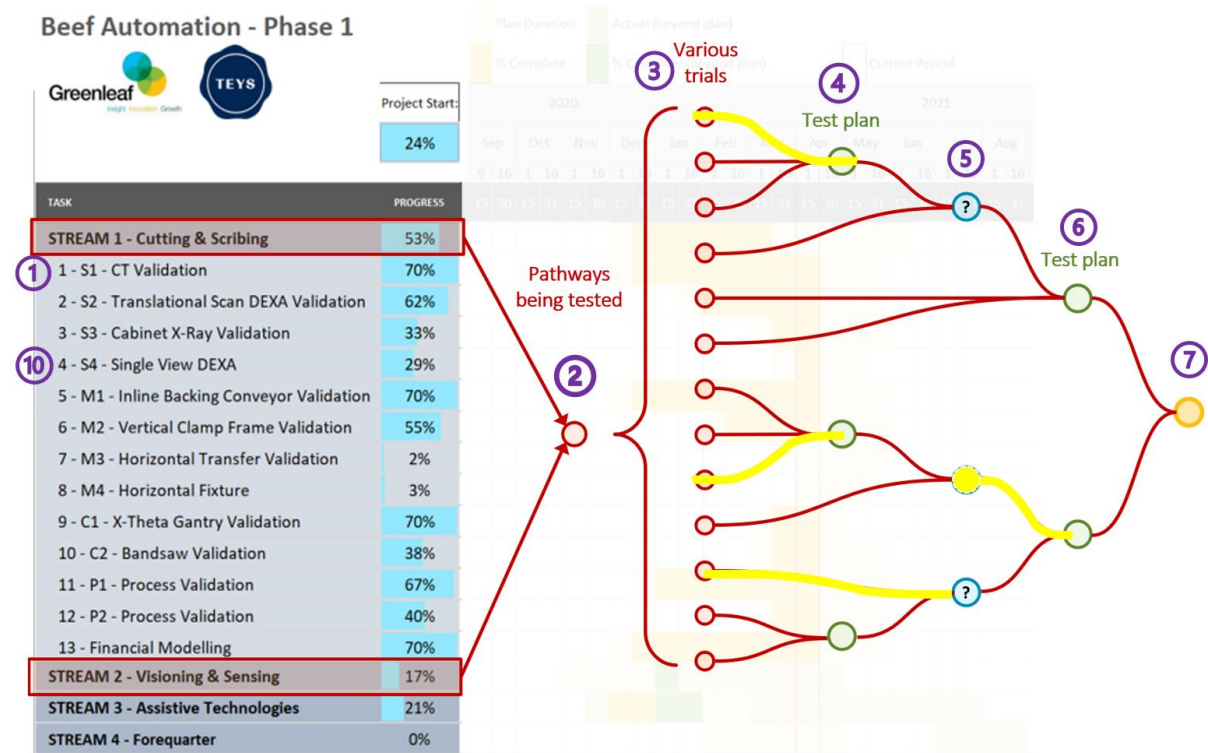 Beef Automation - Phase 1
Greenleaf
Insight Innovation Growth
TEYS
Project Start:
24%
TASK PROGRESS
STREAM 1 - Cutting & Scribing 53%
1 1 - S1 - CT Validation 70%
2 - S2 - Translational Scan DEXA Validation 62%
3 - S3 - Cabinet X-Ray Validation 33%
10 4 - S4 - Single View DEXA 29%
5 - M1 - Inline Backing Conveyor Validation 70%
6 - M2 - Vertical Clamp Frame Validation 55%
7 - M3 - Horizontal Transfer Validation 2%
8 - M4 - Horizontal Fixture 3%
9 - C1 - X-Theta Gantry Validation 70%
10 - C2 - Bandsaw Validation 38%
11 - P1 - Process Validation 67%
12 - P2 - Process Validation 40%
13 - Financial Modelling 70%
STREAM 2 - Visioning & Sensing 17%
STREAM 3 - Assistive Technologies 21%
STREAM 4 - Forequarter 0%
Plan Duration
Actual (beyond plan)
% Complete
Current Period
2020
2021
Sep Oct Nov Dec Jan Feb Apr May Jun Aug
Pathways
being tested
2
3
Various
trials
4
Test plan
5
?
6
Test plan
7
?